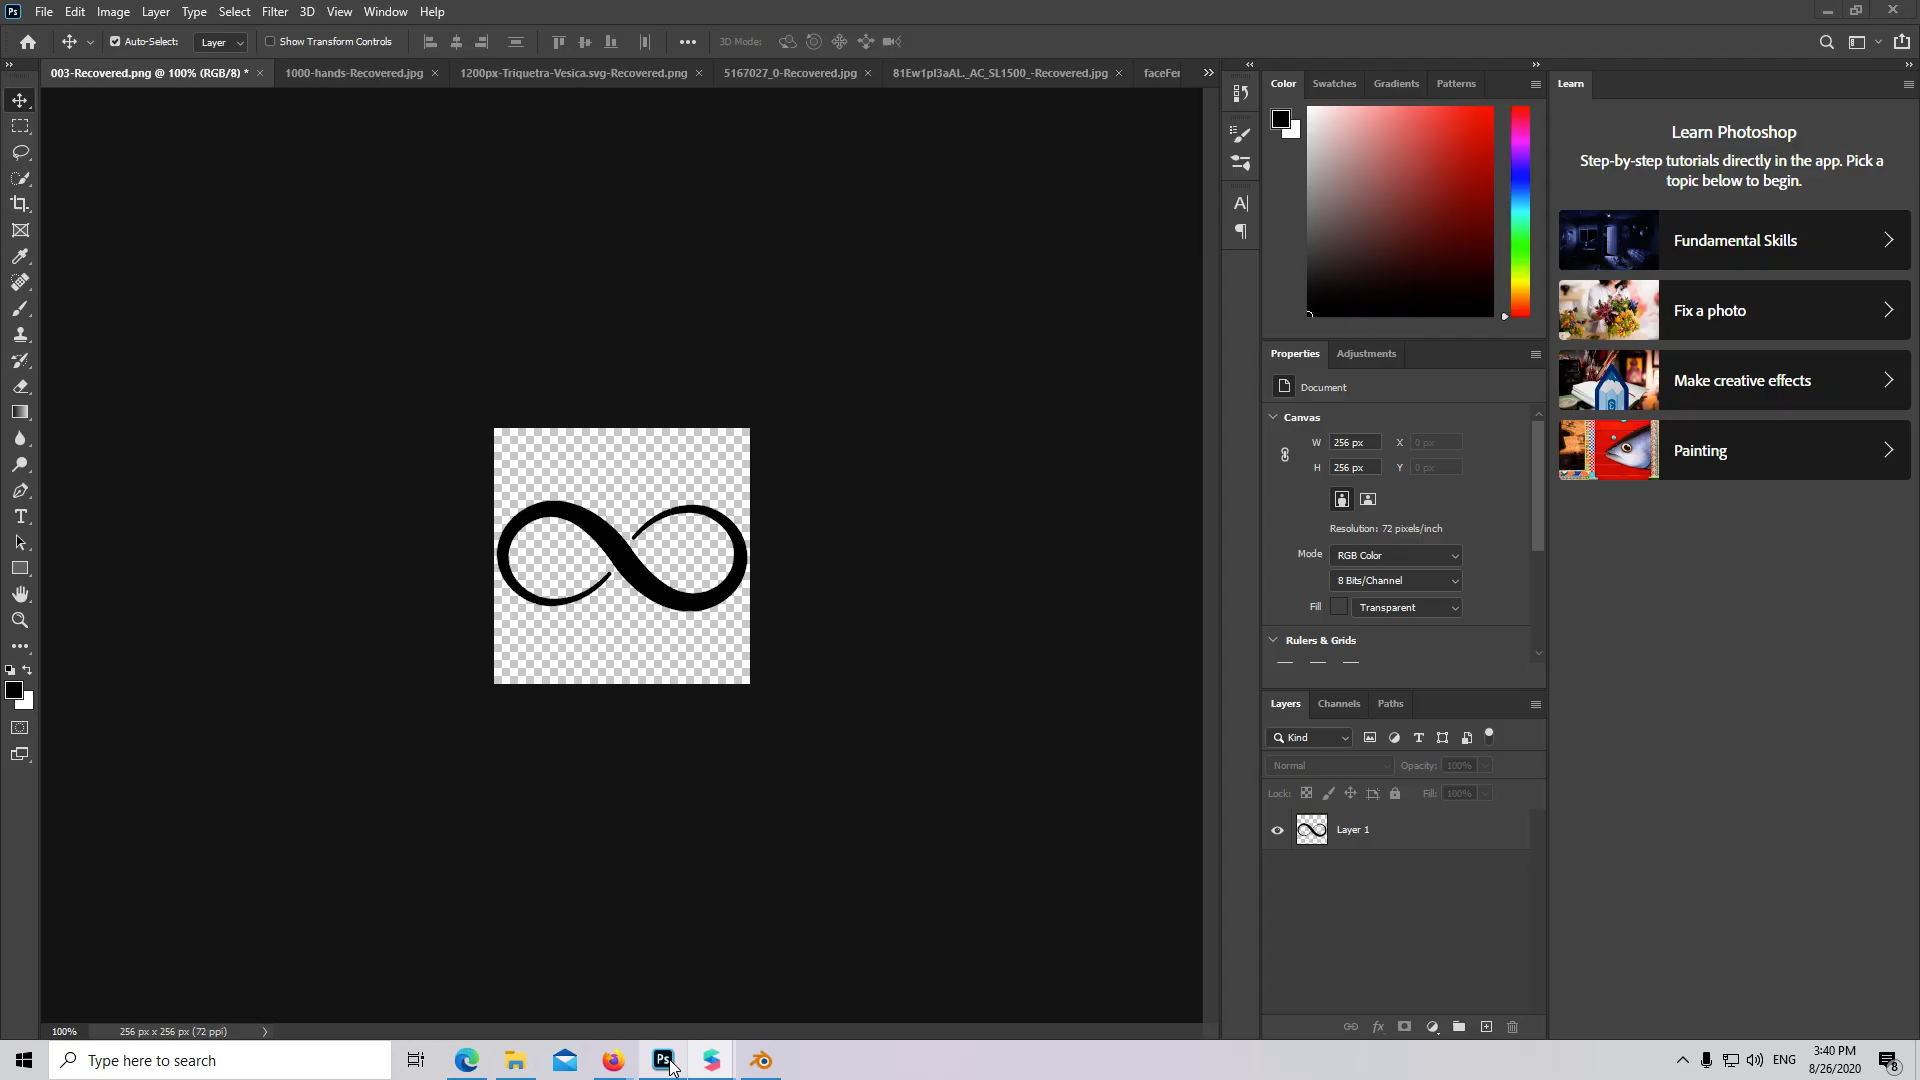 Ps File Edit Image Layer Type Select Filter 3D View Window Help
Auto-Select: Layer Show Transform Controls 3D Mode:
003-Recovered.png @ 100% (RGB/8) * 1000-hands-Recovered.jpg 1200px-Triquetra-Vesica.svg-Recovered.png 5167027_0-Recovered.jpg 81Ew1pI3aAL._AC_SL1500_-Recovered.jpg
Color Swatches Gradients Patterns
Learn
Learn Photoshop
Step-by-step tutorials directly in the app. Pick a
topic below to begin.
Fundamental Skills
Fix a photo
Make creative effects
Painting
Properties Adjustments
Document
Canvas
W 256 px X 0 px
H 256 px Y 0 px
Resolution: 72 pixels/inch
Mode RGB Color
8 Bits/Channel
Fill Transparent
Rulers & Grids
Layers Channels Paths
Kind
Normal Opacity: 100%
Lock: Fill: 100%
Layer 1
fx
100% 256 px x 256 px (72 ppi)
Type here to search
Ps
ENG
3:40 PM
8/26/2020
8